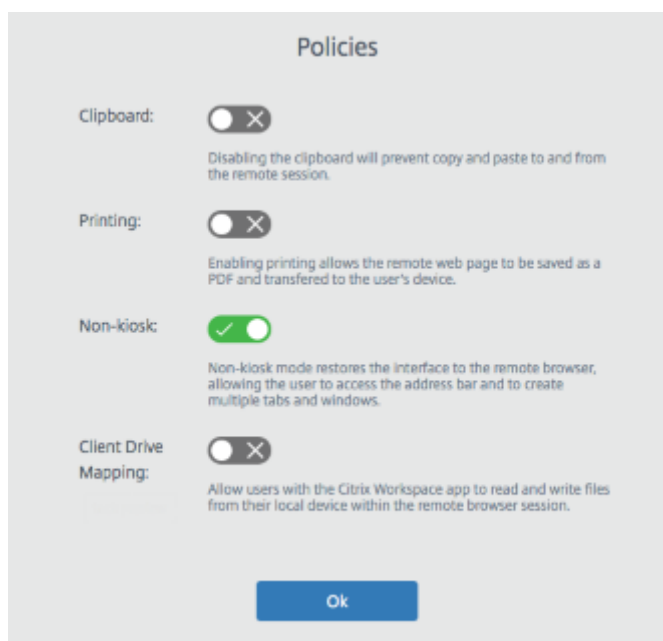 Policies
Clipboard:
Disabling the clipboard will prevent copy and paste to and from
the remote session.
Printing:
Enabling printing allows the remote web page to be saved as a
PDF and transfered to the user's device.
Non-kiosk:
Non-kiosk mode restores the interface to the remote browser,
allowing the user to access the address bar and to create
multiple tabs and windows.
Client Drive
Mapping:
Allow users with the Citrix Workspace app to read and write files
from their local device within the remote browser session.
Ok